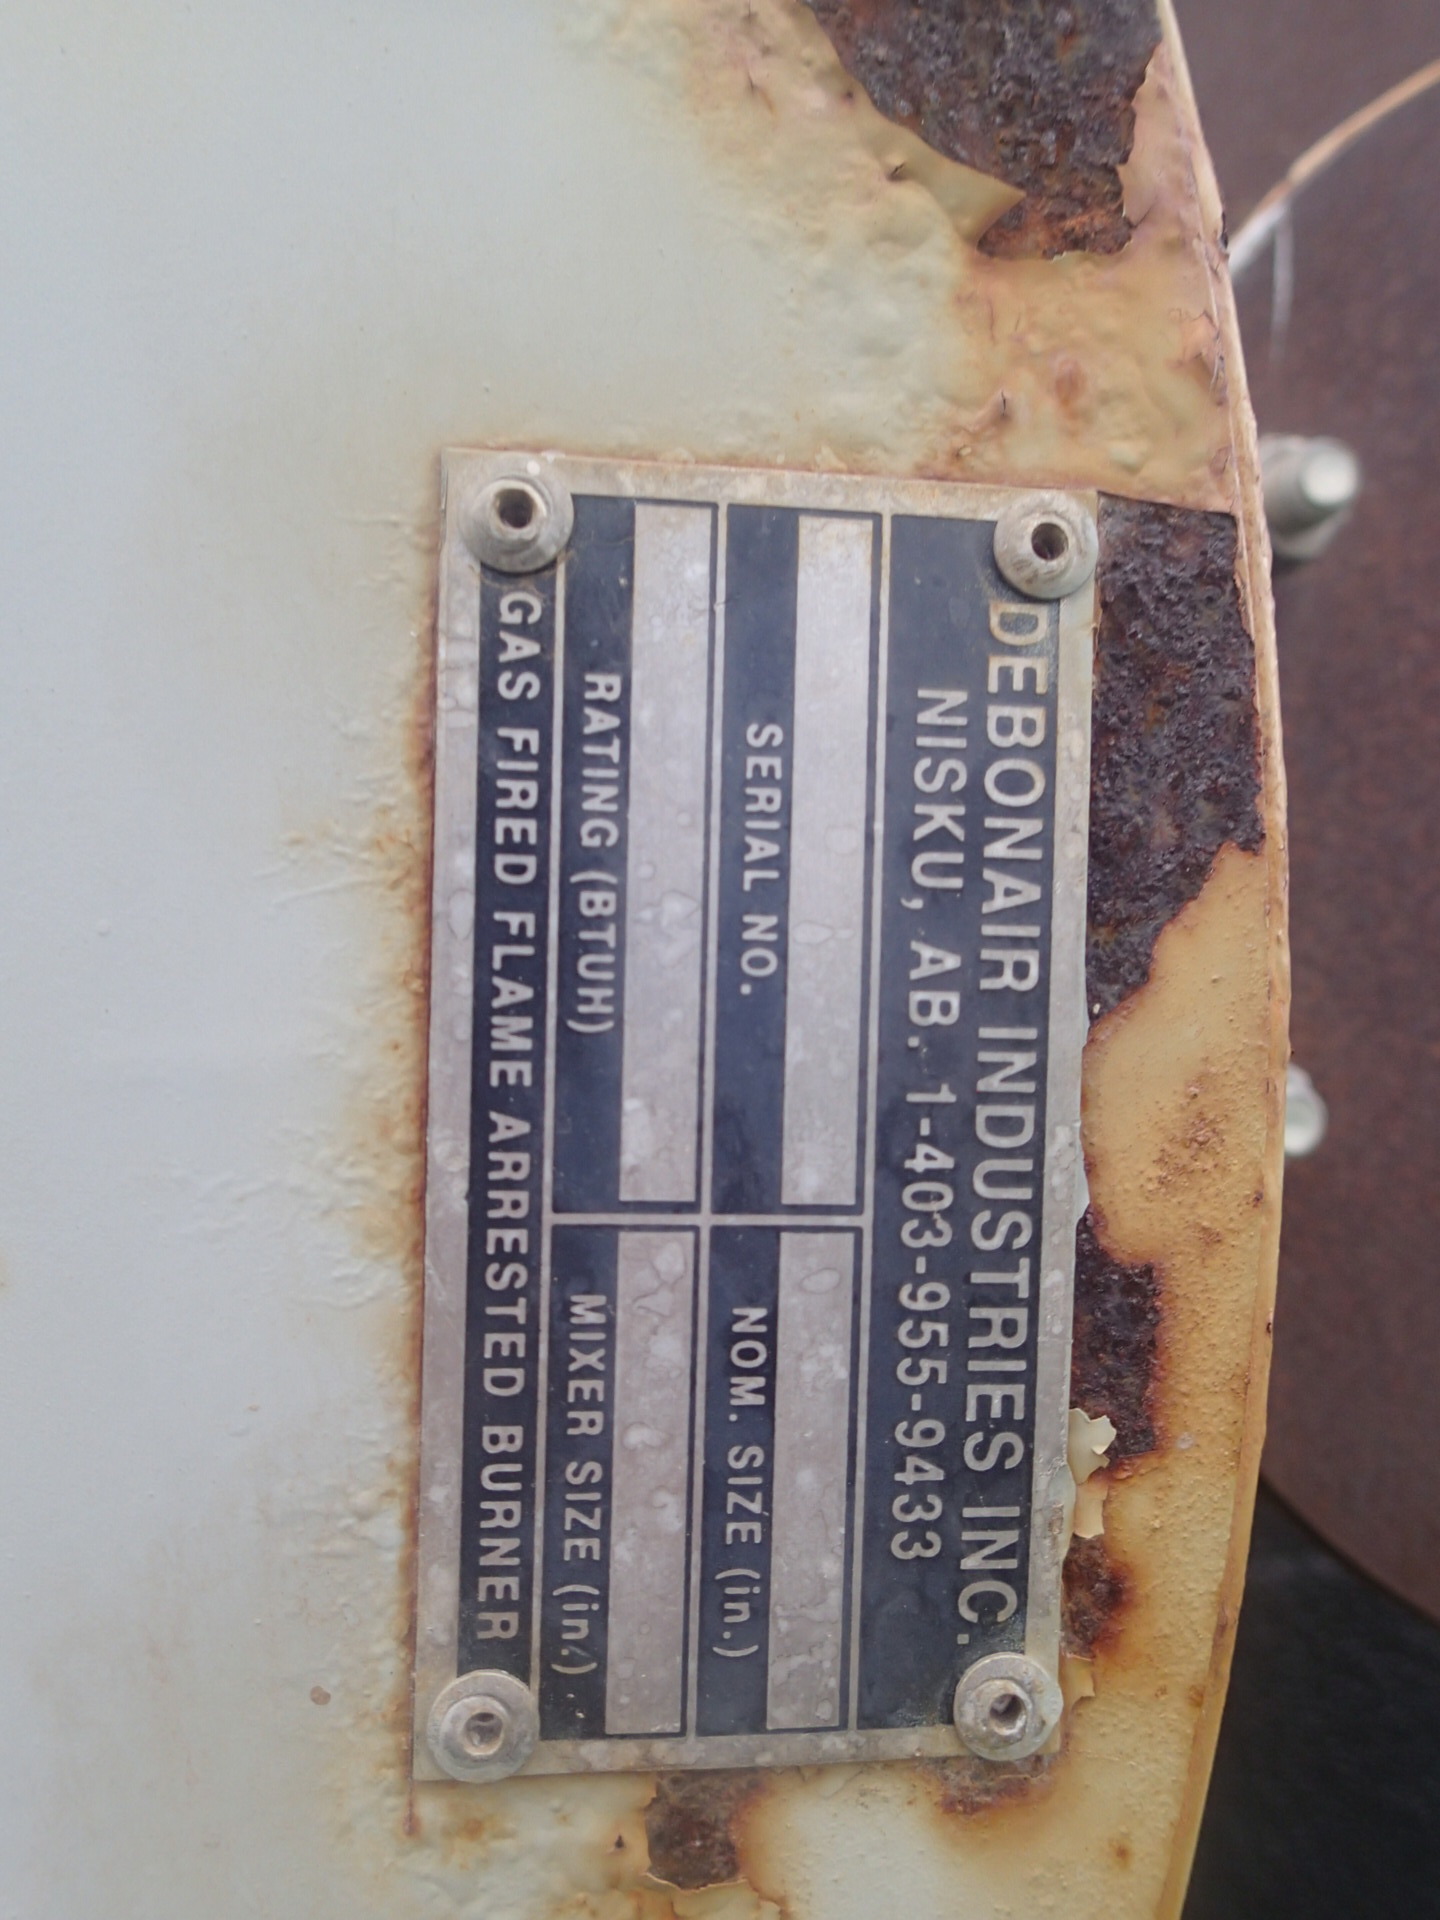 DEBONAIR INDUSTRIES INC.
NISKU, AB. 1-403-955-9433
SERIAL NO.
NOM. SIZE (in.)
RATING (BTUH)
MIXER SIZE (in.)
GAS FIRED FLAME ARRESTED BURNER